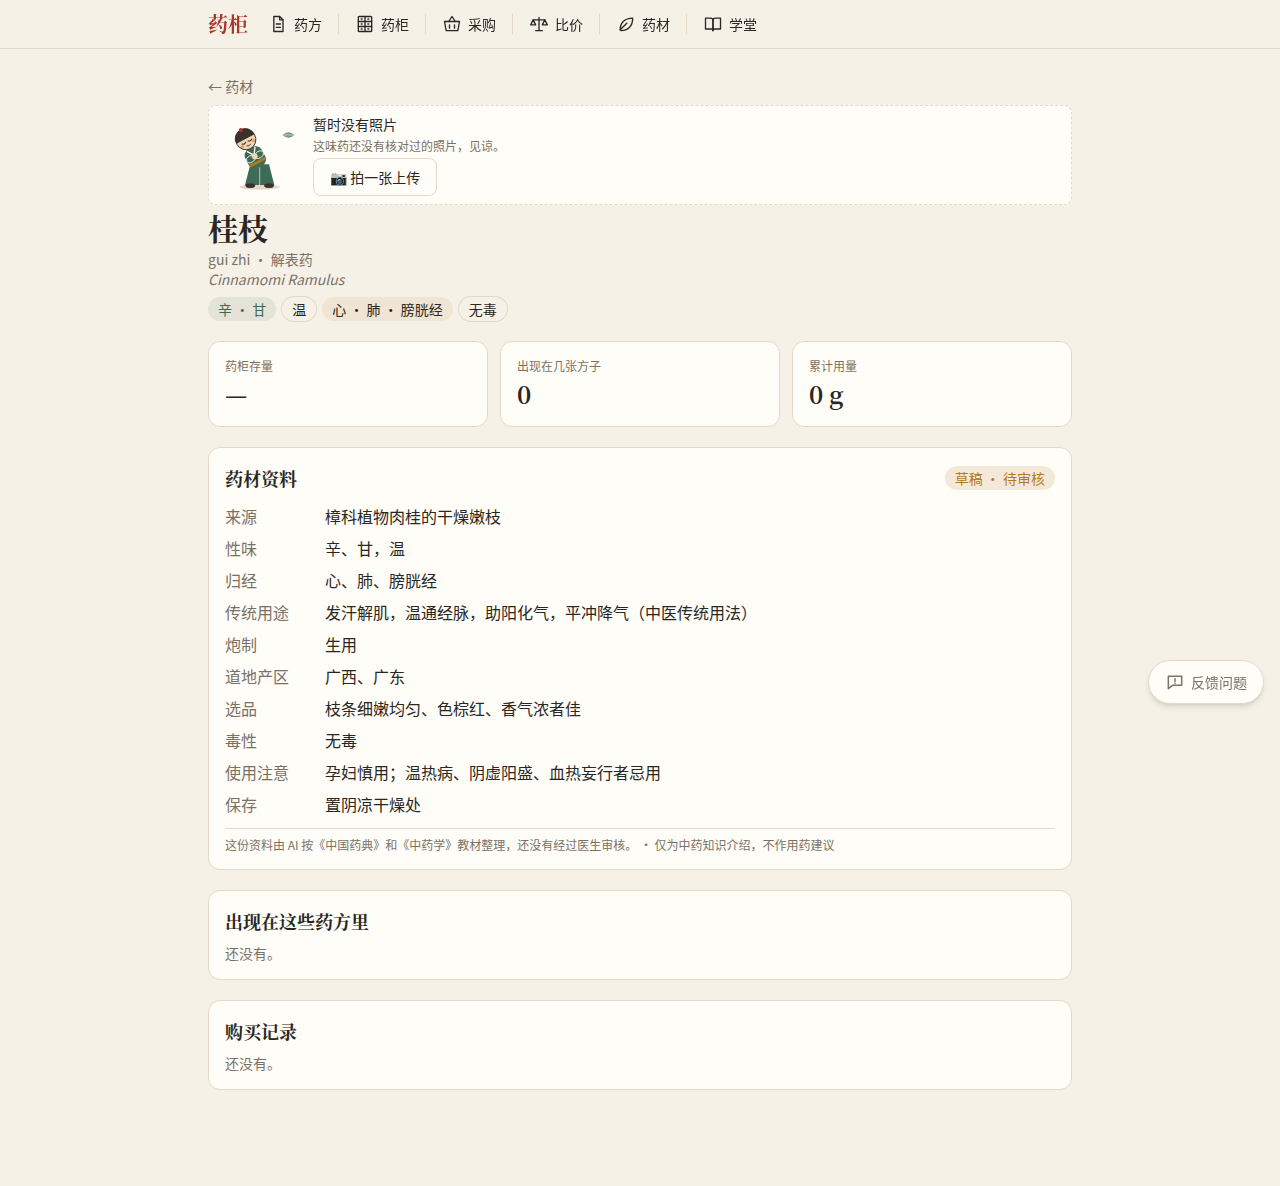 药柜
药方
药柜
采购
比价
药材
学堂
← 药材
暂时没有照片
这味药还没有核对过的照片，见谅。
📷 拍一张上传
桂枝
gui zhi · 解表药
Cinnamomi Ramulus
辛 · 甘
温
心 · 肺 · 膀胱经
无毒
药柜存量
—
出现在几张方子
0
累计用量
0 g
药材资料
草稿 · 待审核
来源 樟科植物肉桂的干燥嫩枝
性味 辛、甘，温
归经 心、肺、膀胱经
传统用途 发汗解肌，温通经脉，助阳化气，平冲降气（中医传统用法）
炮制 生用
道地产区 广西、广东
选品 枝条细嫩均匀、色棕红、香气浓者佳
毒性 无毒
使用注意 孕妇慎用；温热病、阴虚阳盛、血热妄行者忌用
保存 置阴凉干燥处
这份资料由 AI 按《中国药典》和《中药学》教材整理，还没有经过医生审核。 · 仅为中药知识介绍，不作用药建议
反馈问题
出现在这些药方里
还没有。
购买记录
还没有。